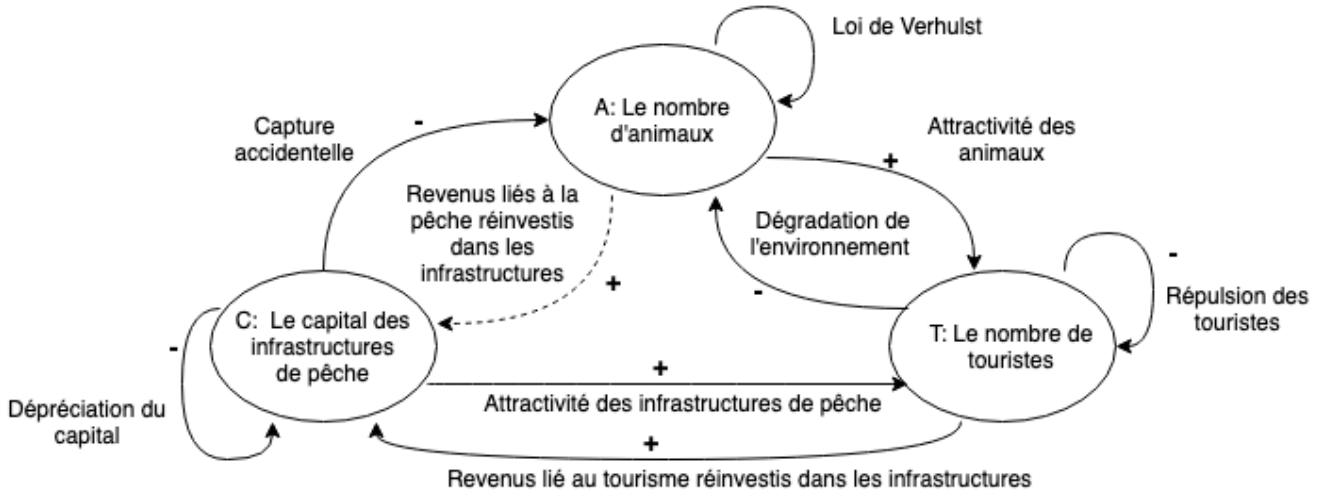 Loi de Verhulst
A: Le nombre
d'animaux
-
Capture
accidentelle
Attractivité des
animaux
+
Revenus liés à la
pêche réinvestis
dans les
infrastructures
+
Dégradation de
l'environnement
-
-
Répulsion des
touristes
C:  Le capital des
infrastructures
de pêche
T: Le nombre de
touristes
-
Dépréciation du
capital
+
Attractivité des infrastructures de pêche
+
Revenus lié au tourisme réinvestis dans les infrastructures